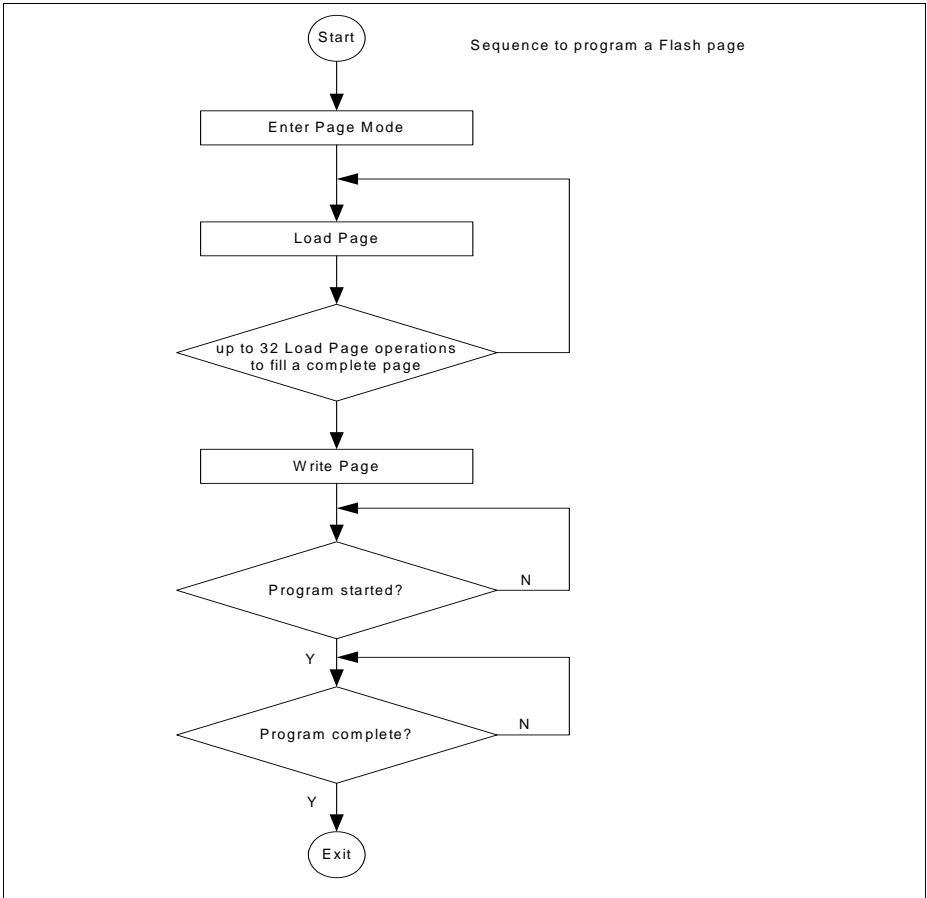 Start
Sequence to program a Flash page
Enter Page Mode
Load Page
up to 32 Load Page operations
to fill a complete page
Write Page
Program started?
N
Y
Program complete?
N
Y
Exit